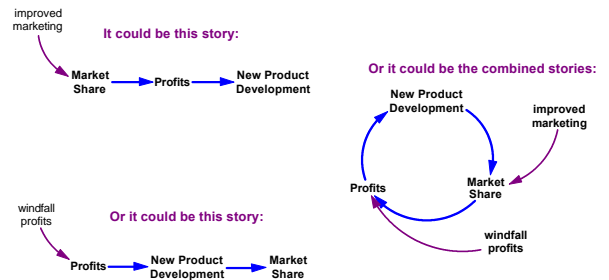 improved
marketing
It could be this story:
Market
Share
Profits
New Product
Development
windfall
profits
Or it could be this story:
Profits
New Product
Development
Market
Share
Or it could be the combined stories:
New Product
Development
improved
marketing
Profits
Market
Share
windfall
profits